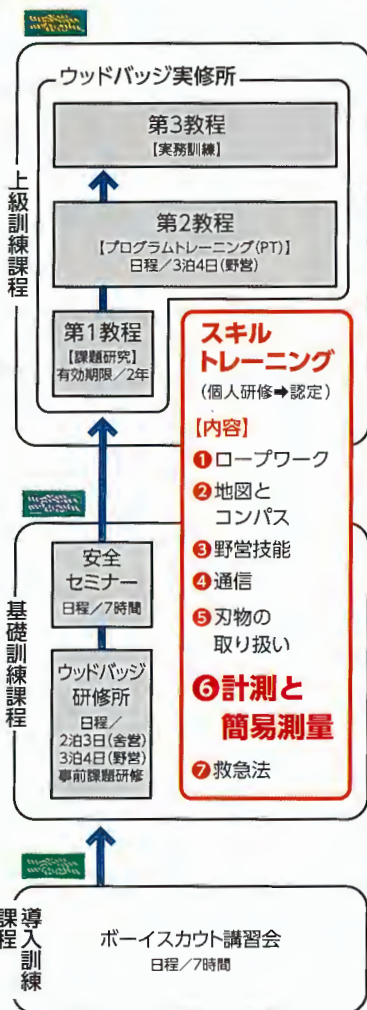 ウッドバッジ実修所
第3教程
【実務訓練】
上級訓練課程
第2教程
【プログラムトレーニング(PT)】
日程/3泊4日(野営)
第1教程
【課題研究】
有効期限/2年
スキル
トレーニング
(個人研修➡認定)
【内容】
❶ロープワーク
❷地図と
コンパス
❸野営技能
❹通信
❺刃物の
取り扱い
❻計測と
簡易測量
❼救急法
安全
セミナー
日程/7時間
基礎訓練課程
ウッドバッジ
研修所
日程/
2泊3日(舎営)
3泊4日(野営)
事前課題研修
導入訓練
課程
ボーイスカウト講習会
日程/7時間